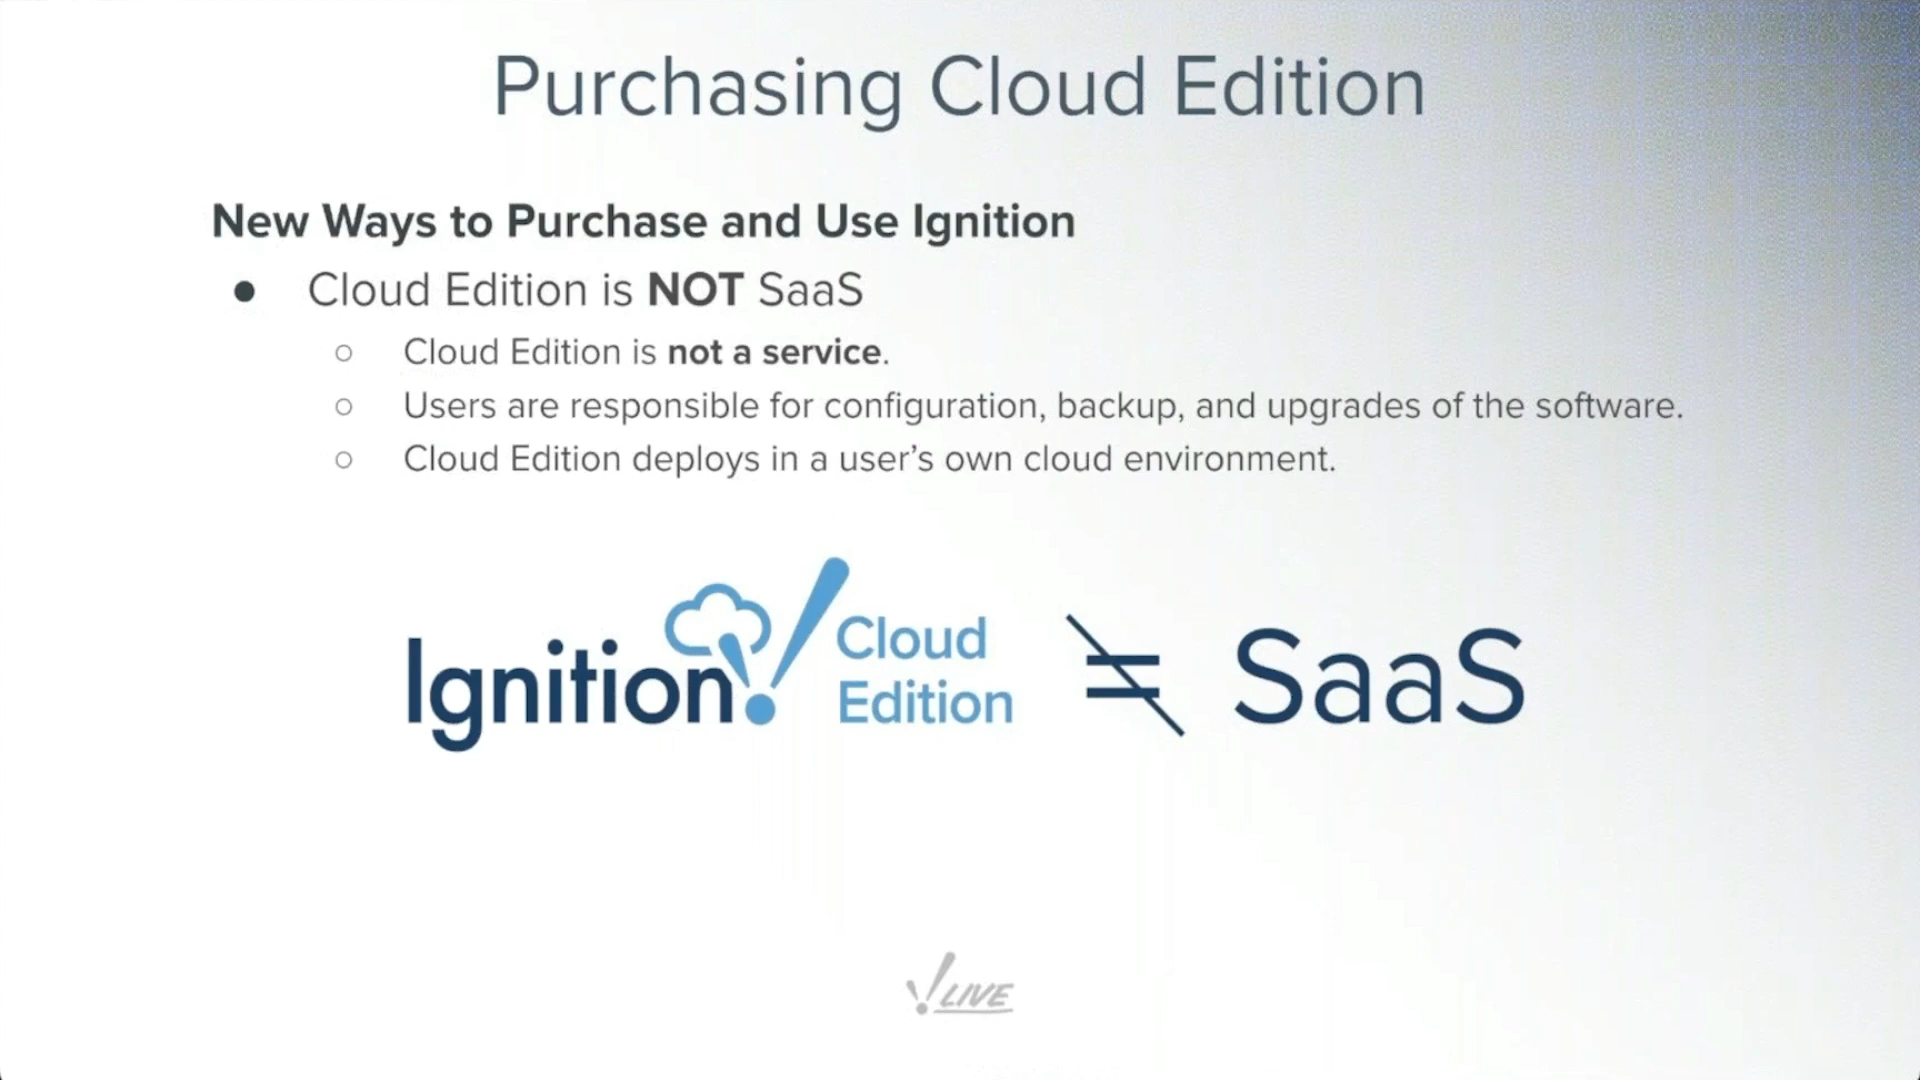 Purchasing Cloud Edition
New Ways to Purchase and Use Ignition
● Cloud Edition is NOT SaaS
○ Cloud Edition is not a service.
○ Users are responsible for configuration, backup, and upgrades of the software.
○ Cloud Edition deploys in a user’s own cloud environment.
Ignition! Cloud Edition ≠ SaaS
! LIVE